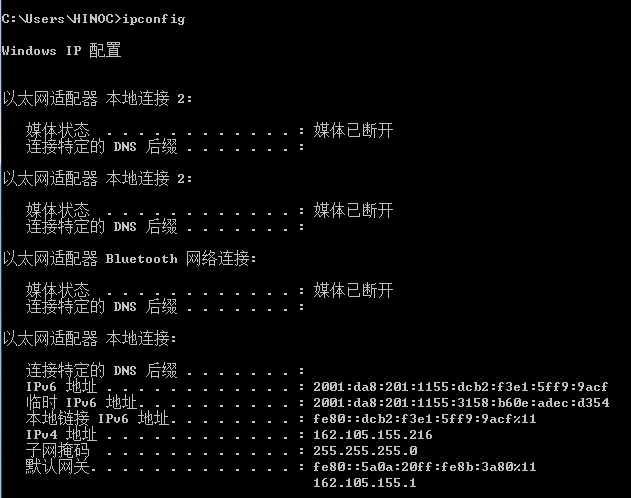 C:\Users\HINOC>ipconfig
Windows IP 配置
以太网适配器 本地连接 2:
媒体状态 . . . . . . . . . . . . : 媒体已断开
连接特定的 DNS 后缀 . . . . . . . :
以太网适配器 本地连接 2:
媒体状态 . . . . . . . . . . . . : 媒体已断开
连接特定的 DNS 后缀 . . . . . . . :
以太网适配器 Bluetooth 网络连接:
媒体状态 . . . . . . . . . . . . : 媒体已断开
连接特定的 DNS 后缀 . . . . . . . :
以太网适配器 本地连接:
连接特定的 DNS 后缀 . . . . . . . :
IPv6 地址 . . . . . . . . . . . . : 2001:da8:201:1155:dcb2:f3e1:5ff9:9acf
临时 IPv6 地址. . . . . . . . . . : 2001:da8:201:1155:3158:b60e:adec:d354
本地链接 IPv6 地址. . . . . . . . : fe80::dcb2:f3e1:5ff9:9acf%11
IPv4 地址 . . . . . . . . . . . . : 162.105.155.216
子网掩码 . . . . . . . . . . . . : 255.255.255.0
默认网关. . . . . . . . . . . . . : fe80::5a0a:20ff:fe8b:3a80%11
162.105.155.1